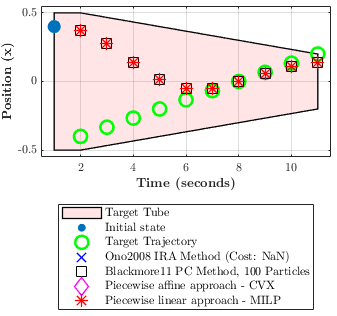 0.5
Position (x)
0
-0.5
2 4 6 8 10
Time (seconds)
Target Tube
Initial state
Target Trajectory
Ono2008 IRA Method (Cost: NaN)
Blackmore11 PC Method, 100 Particles
Piecewise affine approach - CVX
Piecewise linear approach - MILP